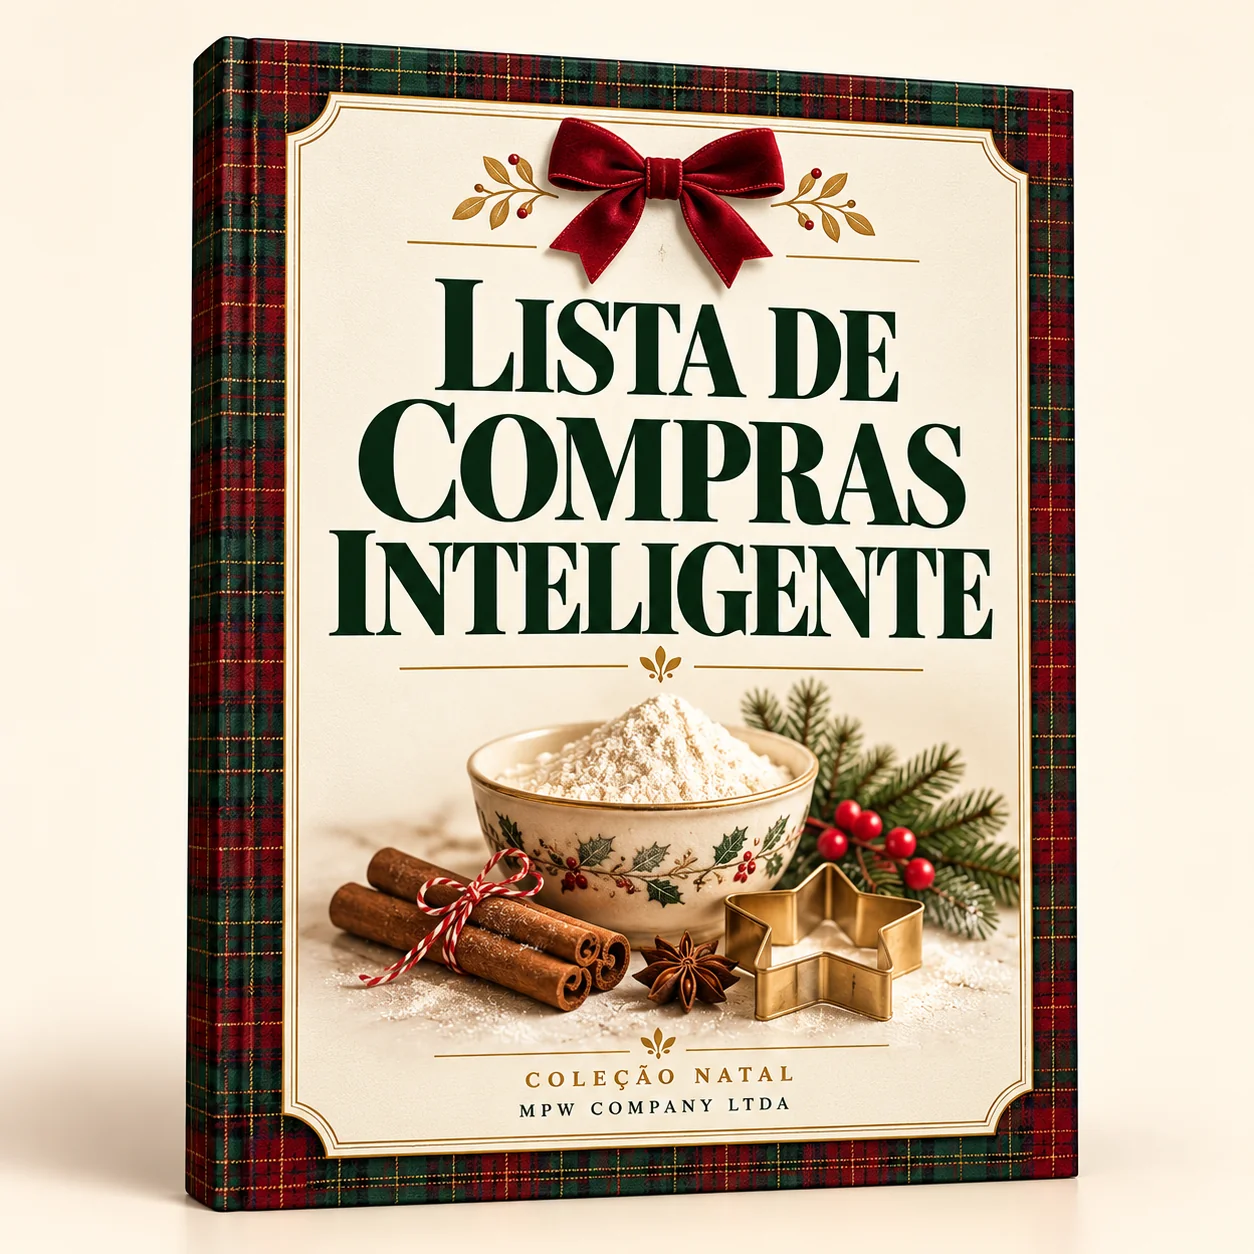 LISTA DE
COMPRAS
INTELIGENTE
COLEÇÃO NATAL
MPW COMPANY LTDA